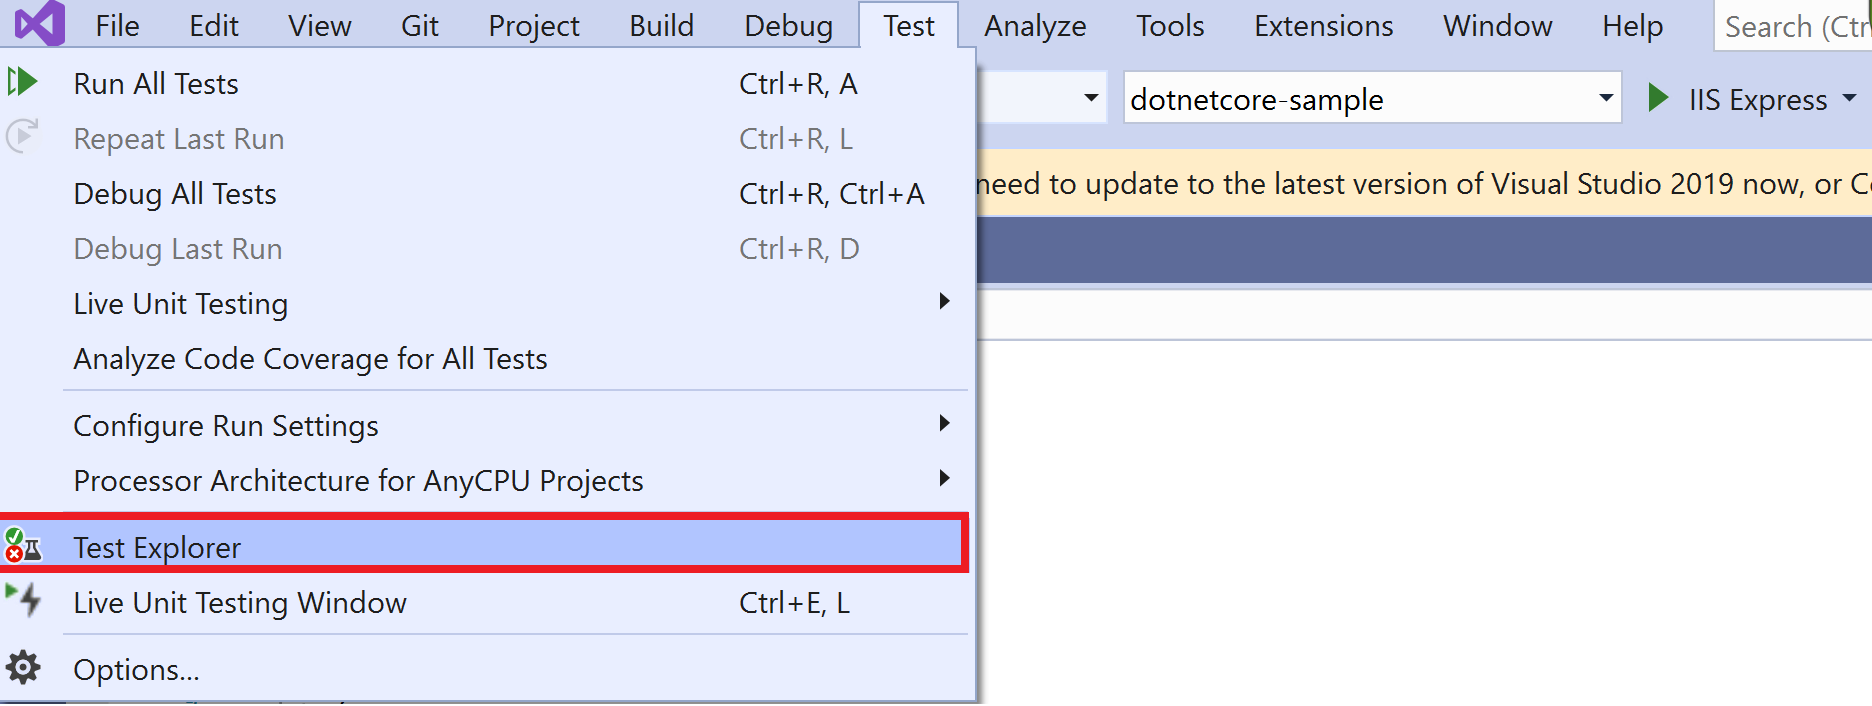 File Edit View Git Project Build Debug Test Analyze Tools Extensions Window Help Search (Ctr
Run All Tests Ctrl+R, A
dotnetcore-sample IIS Express
Repeat Last Run Ctrl+R, L
Debug All Tests Ctrl+R, Ctrl+A
need to update to the latest version of Visual Studio 2019 now, or
Debug Last Run Ctrl+R, D
Live Unit Testing
Analyze Code Coverage for All Tests
Configure Run Settings
Processor Architecture for AnyCPU Projects
Test Explorer
Live Unit Testing Window Ctrl+E, L
Options...